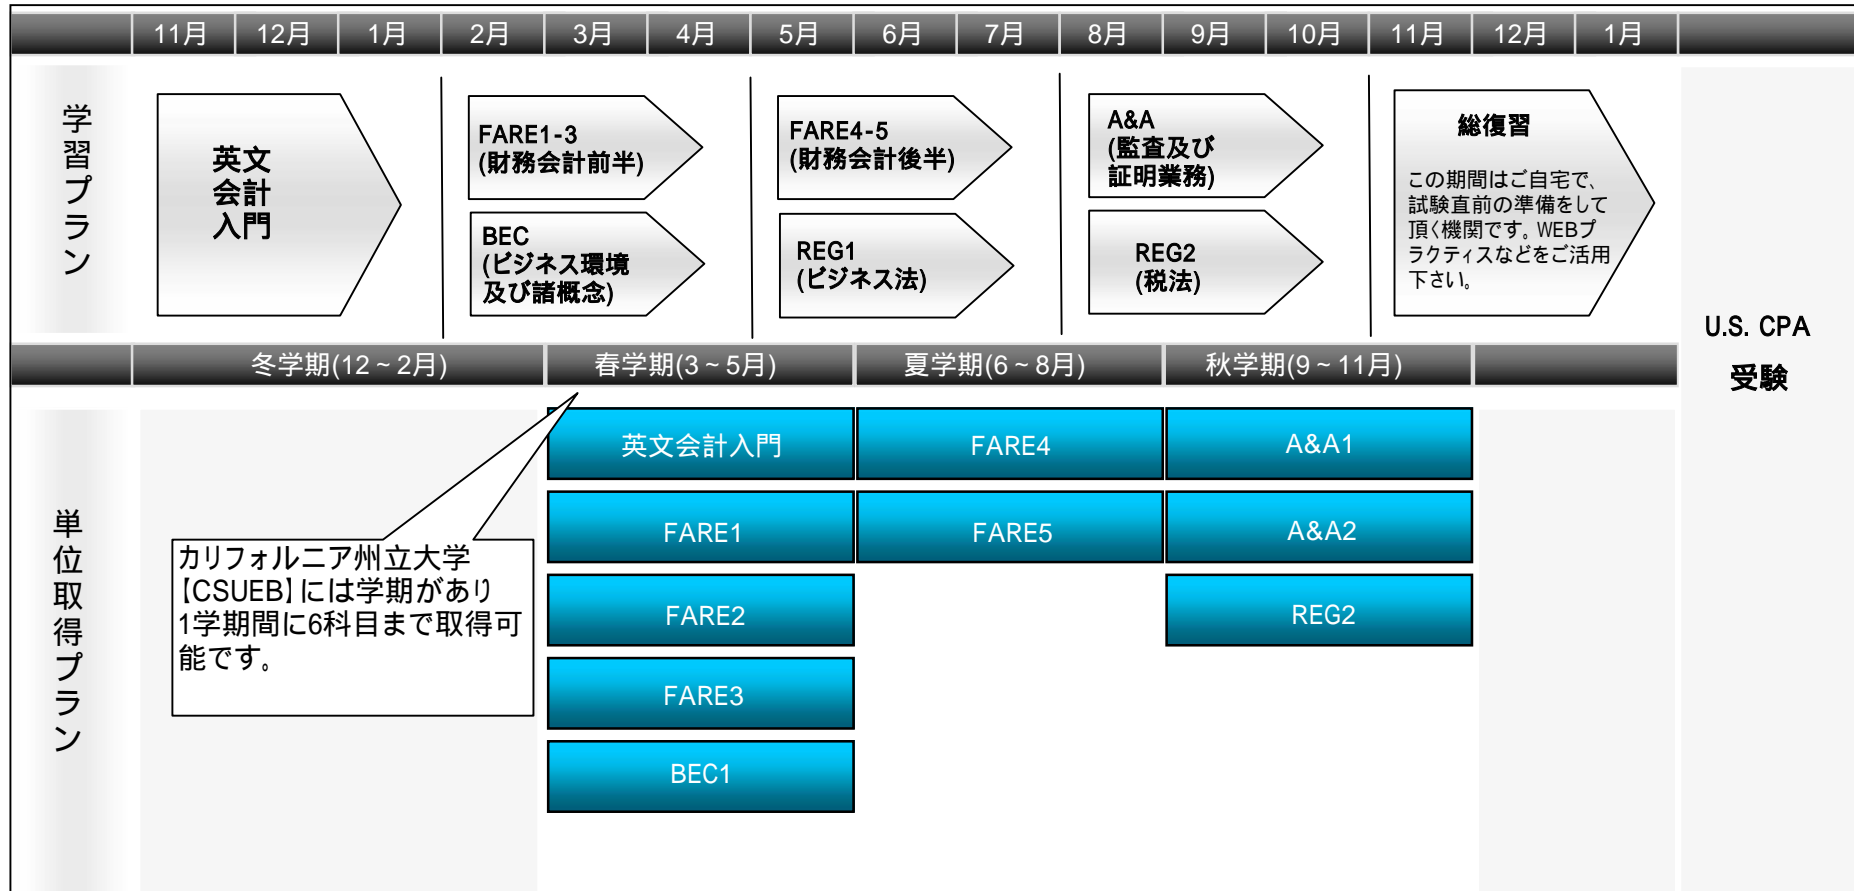 11月 12月 1月 2月 3月 4月 5月 6月 7月 8月 9月 10月 11月 12月 1月
学習プラン
英文
会計
入門
FARE1-3
(財務会計前半)
BEC
(ビジネス環境
及び諸概念)
FARE4-5
(財務会計後半)
REG1
(ビジネス法)
A&A
(監査及び
証明業務)
REG2
(税法)
総復習
この期間はご自宅で、
試験直前の準備をして
頂く機関です。WEBプ
ラクティスなどをご活用
下さい。
U.S. CPA
受験
冬学期(12~2月) 春学期(3~5月) 夏学期(6~8月) 秋学期(9~11月)
単位取得プラン
カリフォルニア州立大学
【CSUEB】には学期があり
1学期間に6科目まで取得可
能です。
英文会計入門 FARE4 A&A1
FARE1 FARE5 A&A2
FARE2 REG2
FARE3
BEC1